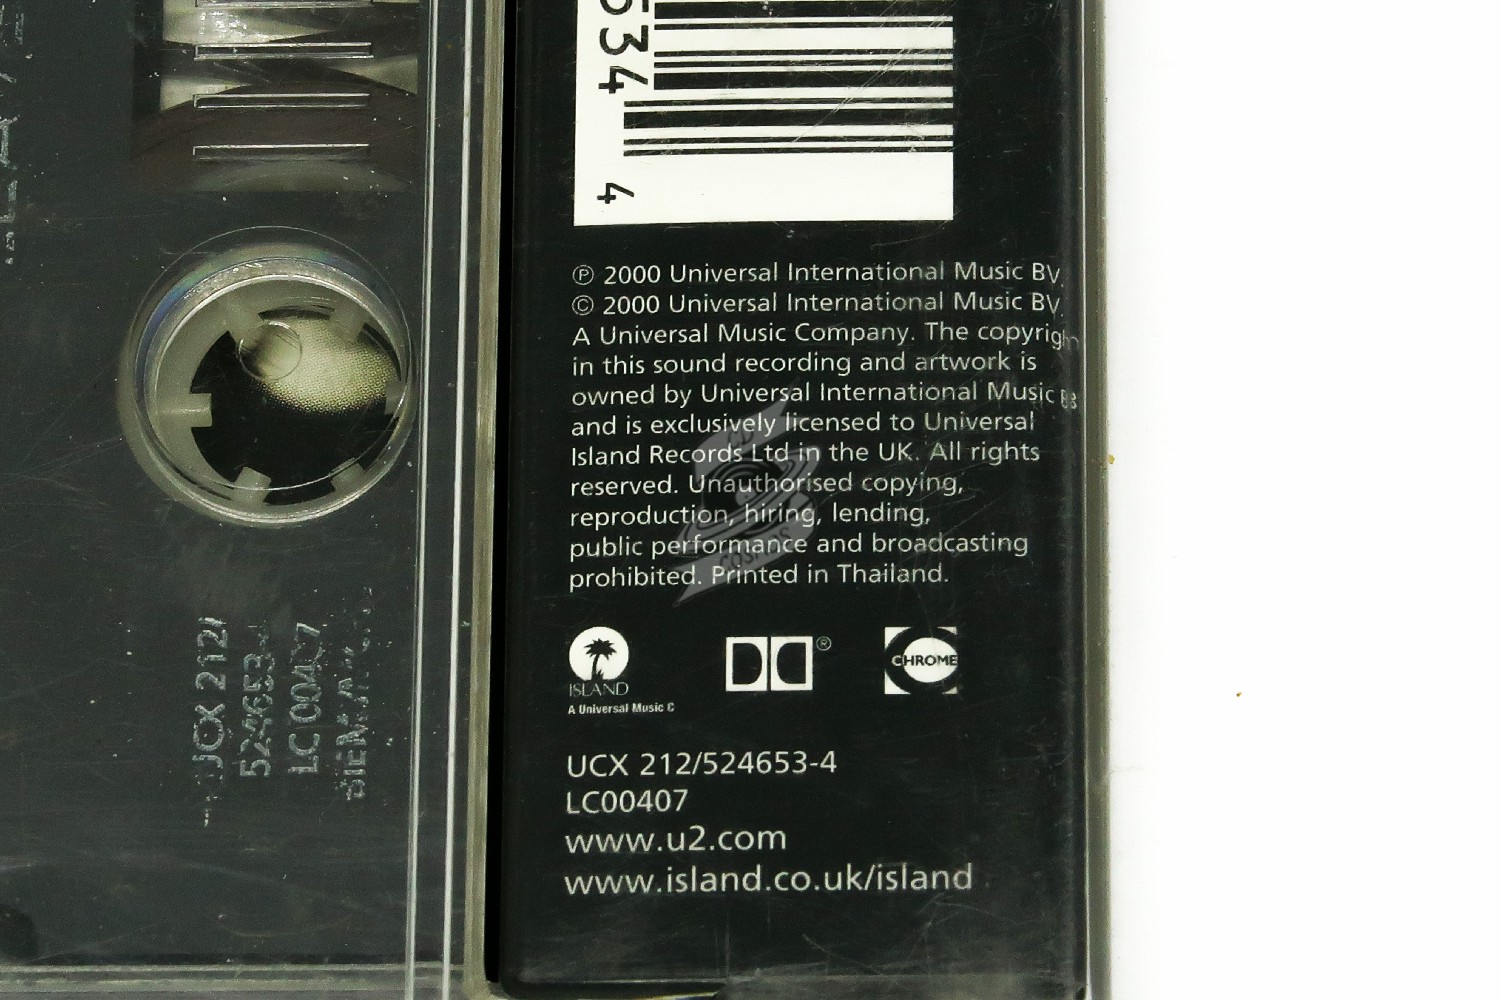 534
4
℗ 2000 Universal International Music BV.
© 2000 Universal International Music BV.
A Universal Music Company. The copyright
in this sound recording and artwork is
owned by Universal International Music
and is exclusively licensed to Universal
Island Records Ltd in the UK. All rights
reserved. Unauthorised copying,
reproduction, hiring, lending,
public performance and broadcasting
prohibited. Printed in Thailand.
ISLAND
A Universal Music C
®
CHROME
UCX 212/524653-4
LC00407
www.u2.com
www.island.co.uk/island
UCX 212/
524653-
LC 00407
COSMOS